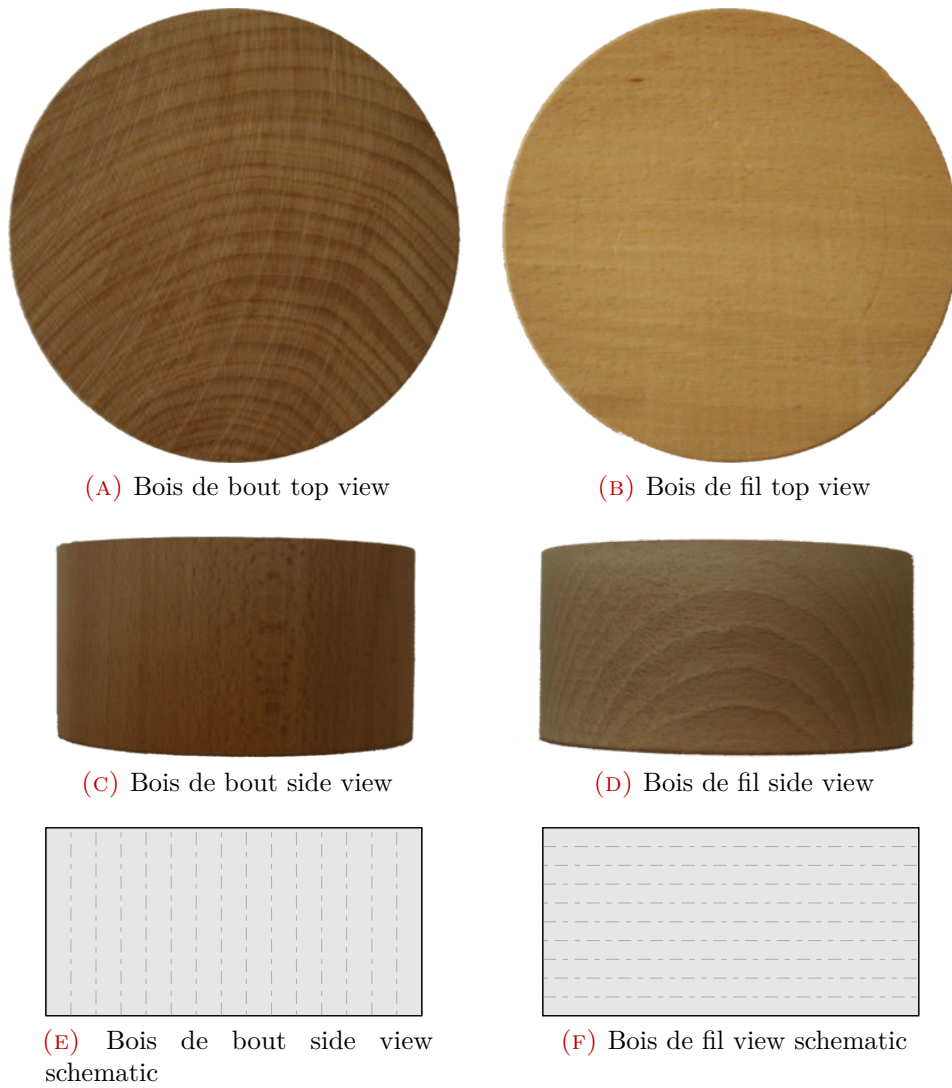 (A) Bois de bout top view
(B) Bois de fil top view
(C) Bois de bout side view
(D) Bois de fil side view
(E) Bois de bout side view
schematic
(F) Bois de fil view schematic